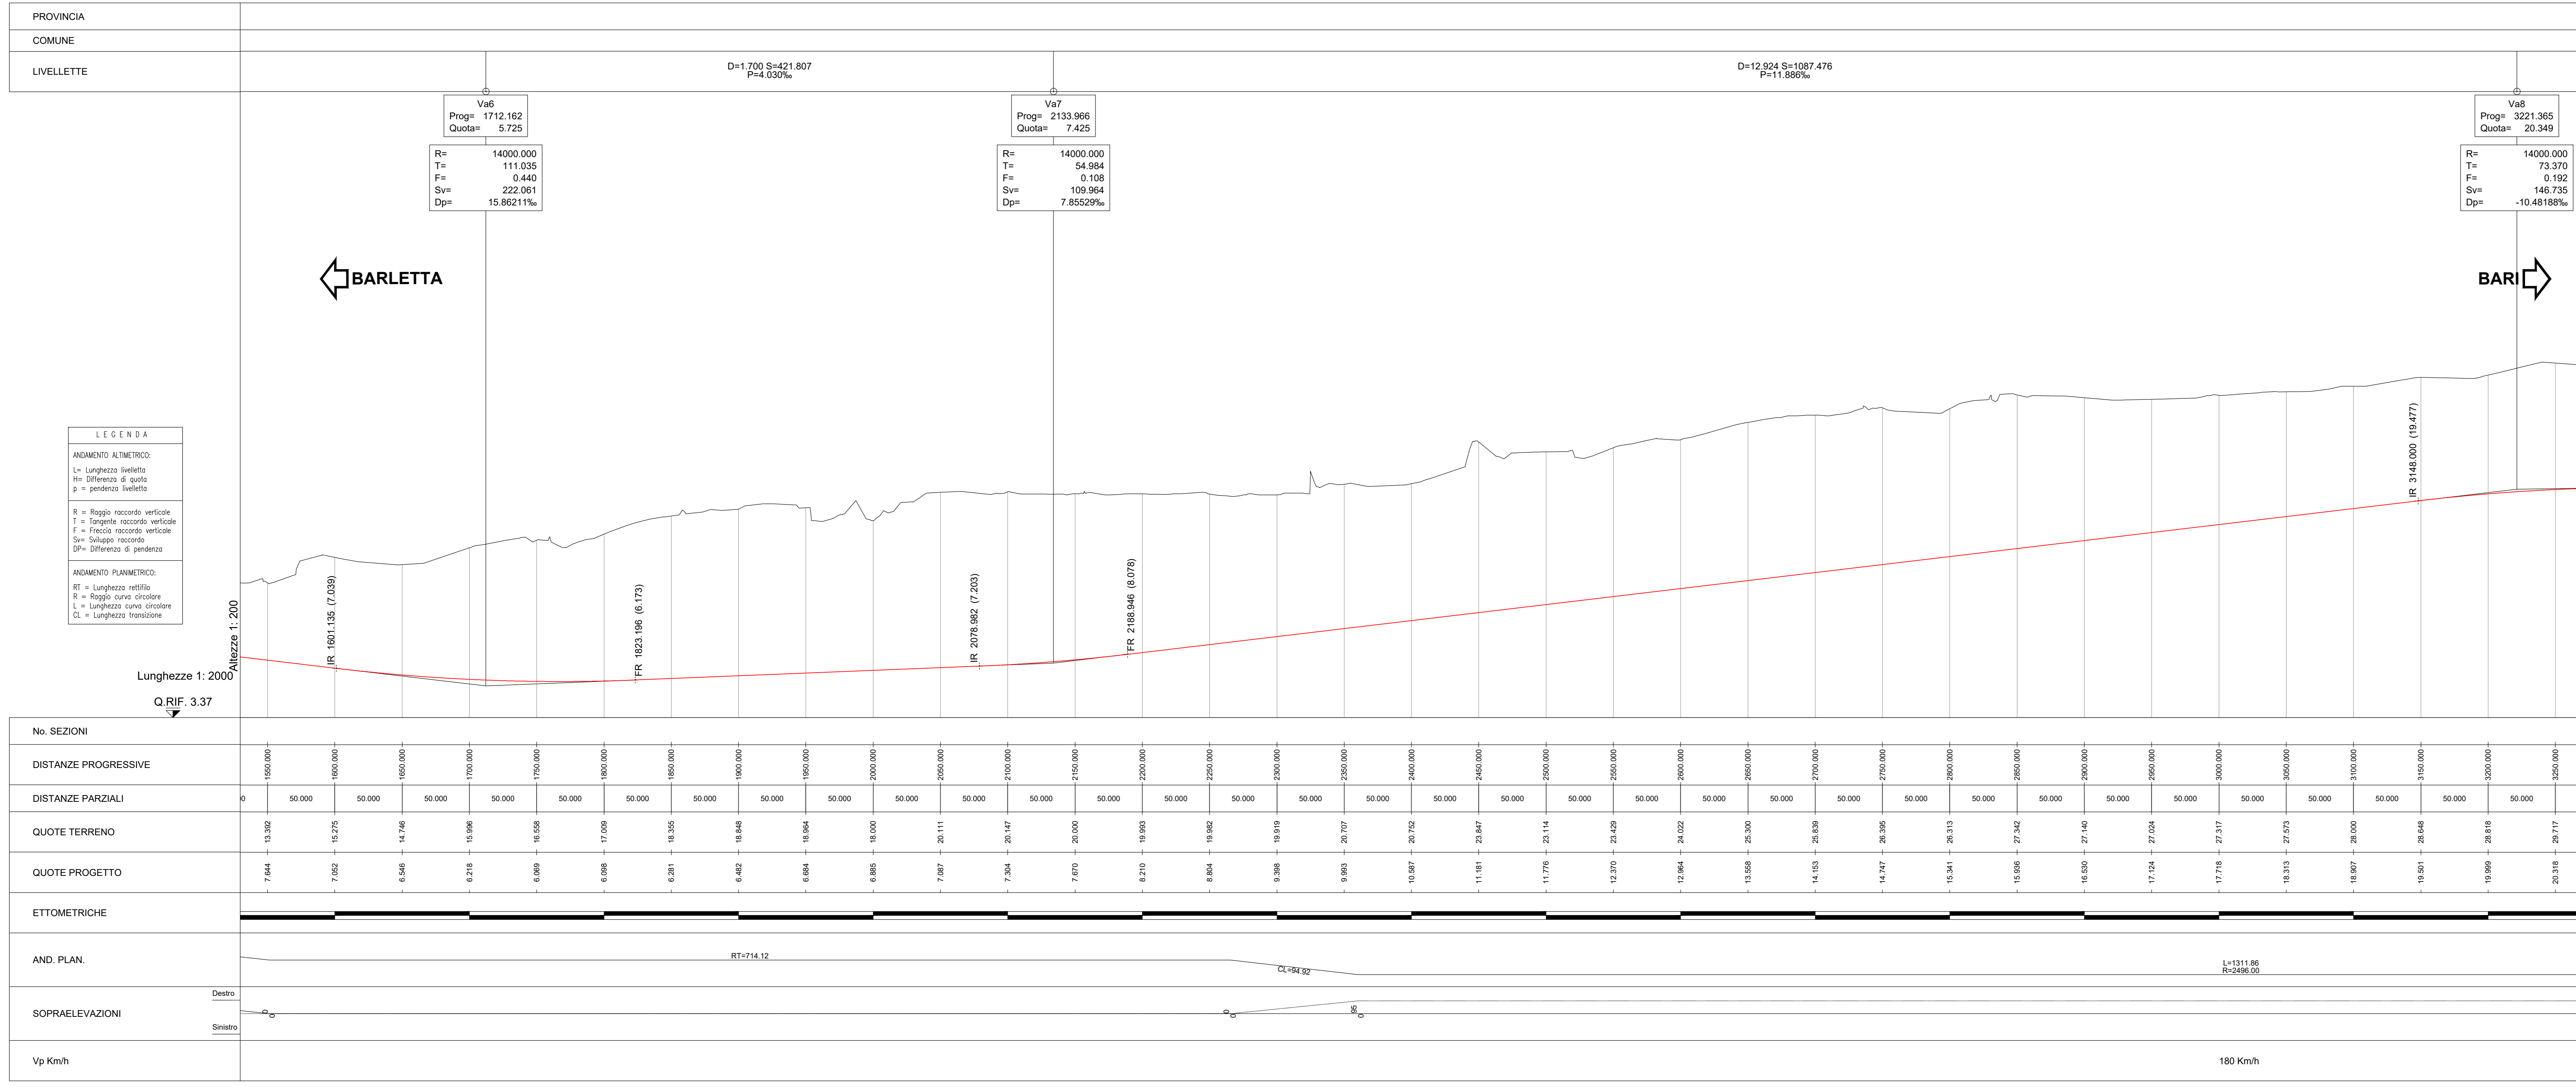 PROVINCIA
COMUNE
LIVELLETTE
D=1.700 S=421.807
P=4.030‰
D=12.924 S=1087.476
P=11.886‰
Va6
Prog= 1712.162
Quota= 5.725
R= 14000.000
T= 111.035
F= 0.440
Sv= 222.061
Dp= 15.86211‰
Va7
Prog= 2133.966
Quota= 7.425
R= 14000.000
T= 54.984
F= 0.108
Sv= 109.964
Dp= 7.85529‰
Va8
Prog= 3221.365
Quota= 20.349
R= 14000.000
T= 73.370
F= 0.192
Sv= 146.735
Dp= -10.48188‰
BARLETTA
BARI
LEGENDA
ANDAMENTO ALTIMETRICO:
L= Lunghezza livelletta
H= Differenza di quota
p = pendenza livelletta
R = Raggio raccordo verticale
T = Tangente raccordo verticale
F = Freccia raccordo verticale
Sv= Sviluppo raccordo
DP= Differenza di pendenza
ANDAMENTO PLANIMETRICO:
RT = Lunghezza rettifilo
R = Raggio curva circolare
L = Lunghezza curva circolare
CL = Lunghezza transizione
IR 1601.135 (7.039)
FR 1823.196 (6.173)
IR 2078.982 (7.203)
FR 2188.946 (8.078)
IR 3148.000 (19.477)
Altezze 1: 200
Lunghezze 1: 2000
Q.RIF. 3.37
No. SEZIONI
DISTANZE PROGRESSIVE
1550.000 1600.000 1650.000 1700.000 1750.000 1800.000 1850.000 1900.000 1950.000 2000.000 2050.000 2100.000 2150.000 2200.000 2250.000 2300.000 2350.000 2400.000 2450.000 2500.000 2550.000 2600.000 2650.000 2700.000 2750.000 2800.000 2850.000 2900.000 2950.000 3000.000 3050.000 3100.000 3150.000 3200.000 3250.000
DISTANZE PARZIALI
50.000 50.000 50.000 50.000 50.000 50.000 50.000 50.000 50.000 50.000 50.000 50.000 50.000 50.000 50.000 50.000 50.000 50.000 50.000 50.000 50.000 50.000 50.000 50.000 50.000 50.000 50.000 50.000 50.000 50.000 50.000 50.000 50.000 50.000
QUOTE TERRENO
13.392 15.275 14.746 15.996 16.558 17.009 18.355 18.848 18.964 18.000 20.111 20.147 20.000 19.993 19.982 19.919 20.707 20.752 23.847 23.114 23.429 24.022 25.300 25.839 26.395 26.313 27.342 27.140 27.024 27.317 27.573 28.000 28.648 28.818 29.717
QUOTE PROGETTO
7.644 7.052 6.546 6.218 6.069 6.098 6.281 6.482 6.684 6.885 7.087 7.304 7.670 8.210 8.804 9.398 9.993 10.587 11.181 11.776 12.370 12.964 13.558 14.153 14.747 15.341 15.936 16.530 17.124 17.718 18.313 18.907 19.501 19.999 20.318
ETTOMETRICHE
AND. PLAN.
RT=714.12
CL=94.92
L=1311.86
R=2496.00
SOPRAELEVAZIONI
Destro
Sinistro
0
0
0
0
95
0
Vp Km/h
180 Km/h